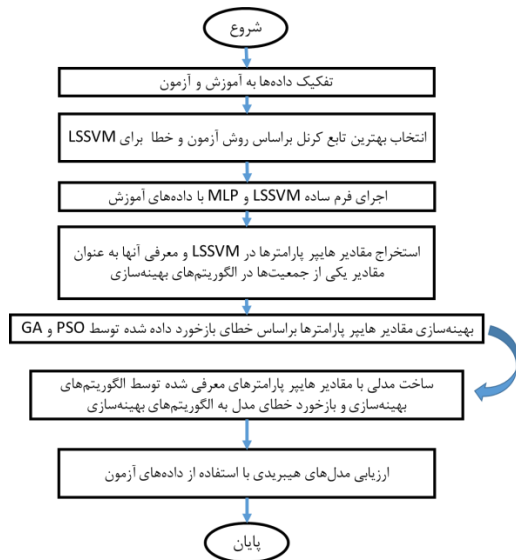 شروع
تفکیک داده‌ها به آموزش و آزمون
انتخاب بهترین تابع کرنل براساس روش آزمون و خطا برای LSSVM
اجرای فرم ساده LSSVM و MLP با داده‌های آموزش
استخراج مقادیر هایپر پارامترها در LSSVM و معرفی آنها به عنوان
مقادیر یکی از جمعیت‌ها در الگوریتم‌های بهینه‌سازی
بهینه‌سازی مقادیر هایپر پارامترها براساس خطای بازخورد داده شده توسط PSO و GA
ساخت مدلی با مقادیر هایپر پارامترهای معرفی شده توسط الگوریتم‌های
بهینه‌سازی و بازخورد خطای مدل به الگوریتم‌های بهینه‌سازی
ارزیابی مدل‌های هیبریدی با استفاده از داده‌های آزمون
پایان